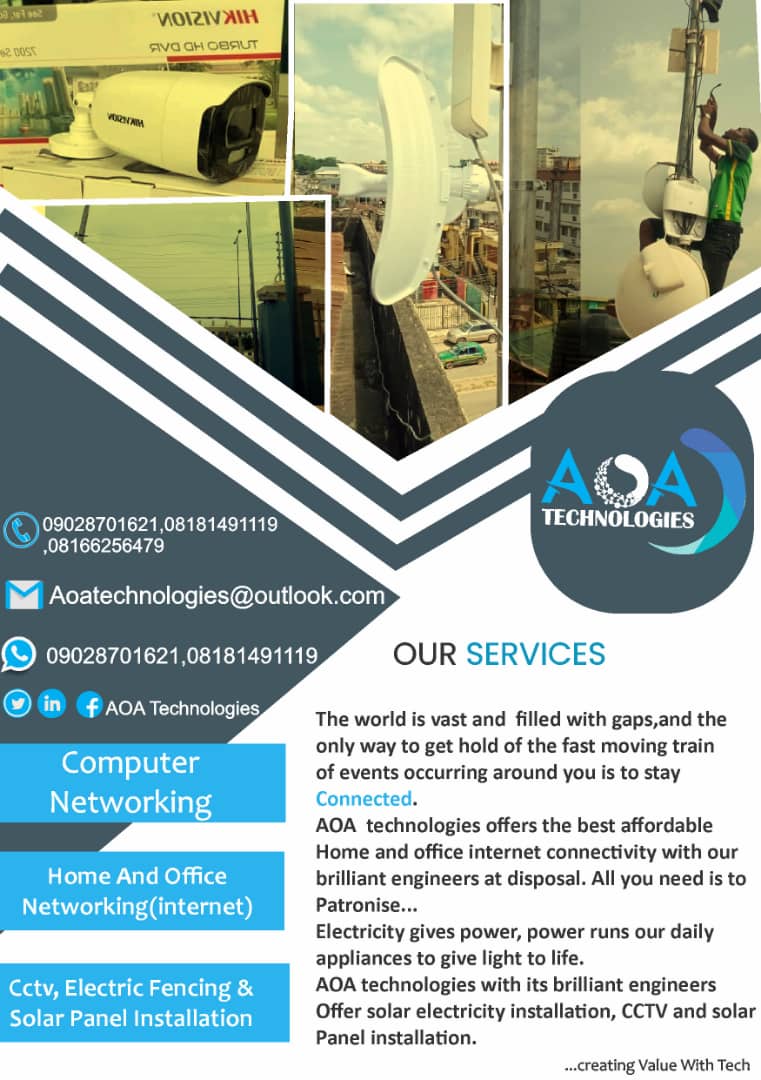 See Far, Go
HIKVISION
TURBO HD DVR
7200 Se
HIKVISION
AOA
TECHNOLOGIES
09028701621,08181491119
,08166256479
Aoatechnologies@outlook.com
09028701621,08181491119
AOA Technologies
Computer
Networking
Home And Office
Networking(internet)
Cctv, Electric Fencing &
Solar Panel Installation
OUR SERVICES
The world is vast and filled with gaps,and the
only way to get hold of the fast moving train
of events occurring around you is to stay
Connected.
AOA technologies offers the best affordable
Home and office internet connectivity with our
brilliant engineers at disposal. All you need is to
Patronise...
Electricity gives power, power runs our daily
appliances to give light to life.
AOA technologies with its brilliant engineers
Offer solar electricity installation, CCTV and solar
Panel installation.
...creating Value With Tech